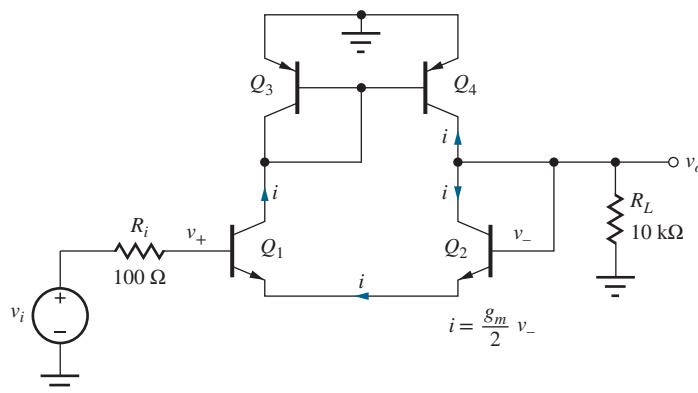 Q3
Q4
i
vo
i
i
RL
10 kΩ
Ri
v+
Q1
Q2
v−
100 Ω
i
+
vi
−
i = gm/2 v−